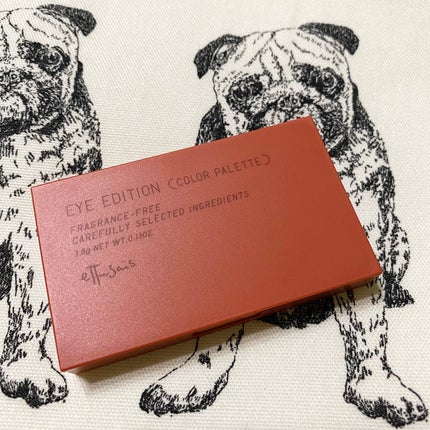 EYE EDITION (COLOR PALETTE)
FRAGRANCE-FREE
CAREFULLY SELECTED INGREDIENTS
3.8g NET WT. 0.13OZ.
ettusais